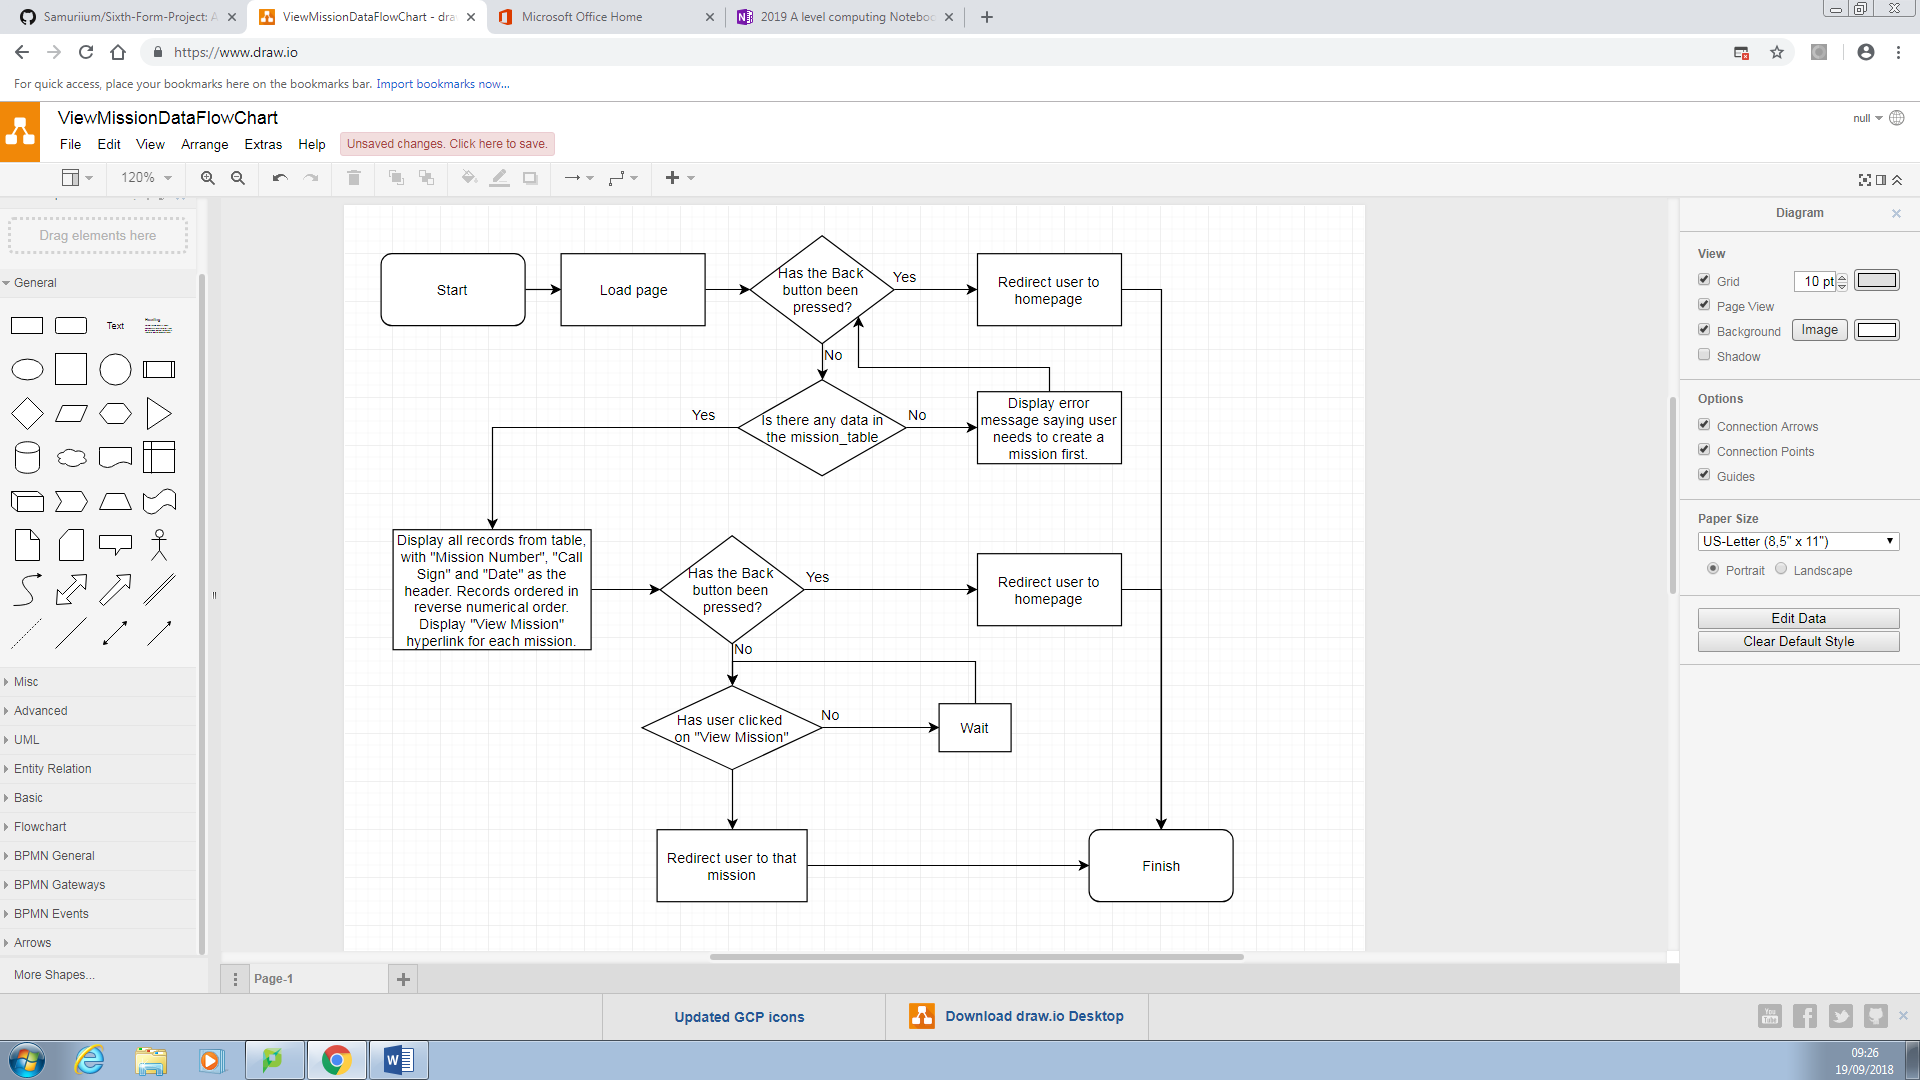 Samuriium/Sixth-Form-Project: A
ViewMissionDataFlowChart - dra
Microsoft Office Home
2019 A level computing Notebo
https://www.draw.io
For quick access, place your bookmarks here on the bookmarks bar. Import bookmarks now...
ViewMissionDataFlowChart
null
File Edit View Arrange Extras Help Unsaved changes. Click here to save.
120%
Drag elements here
General
Text
Heading
Misc
Advanced
UML
Entity Relation
Basic
Flowchart
BPMN General
BPMN Gateways
BPMN Events
Arrows
More Shapes...
Start
Load page
Has the Back
button been
pressed?
Yes
Redirect user to
homepage
No
Is there any data in
the mission_table
Yes
No
Display error
message saying user
needs to create a
mission first.
Display all records from table,
with "Mission Number", "Call
Sign" and "Date" as the
header. Records ordered in
reverse numerical order.
Display "View Mission"
hyperlink for each mission.
Has the Back
button been
pressed?
Yes
Redirect user to
homepage
No
Has user clicked
on "View Mission"
No
Wait
Redirect user to that
mission
Finish
Diagram
View
Grid 10 pt
Page View
Background Image
Shadow
Options
Connection Arrows
Connection Points
Guides
Paper Size
US-Letter (8,5" x 11")
Portrait Landscape
Edit Data
Clear Default Style
Page-1
Updated GCP icons
Download draw.io Desktop
You
Tube
09:26
19/09/2018